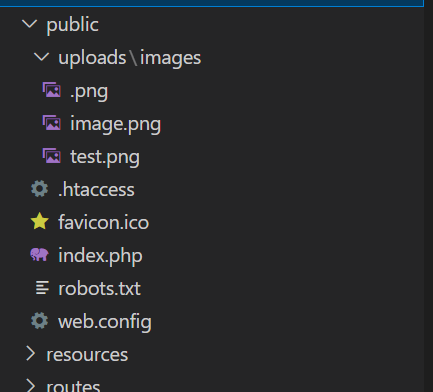 public
uploads\images
.png
image.png
test.png
.htaccess
favicon.ico
index.php
robots.txt
web.config
resources
routes